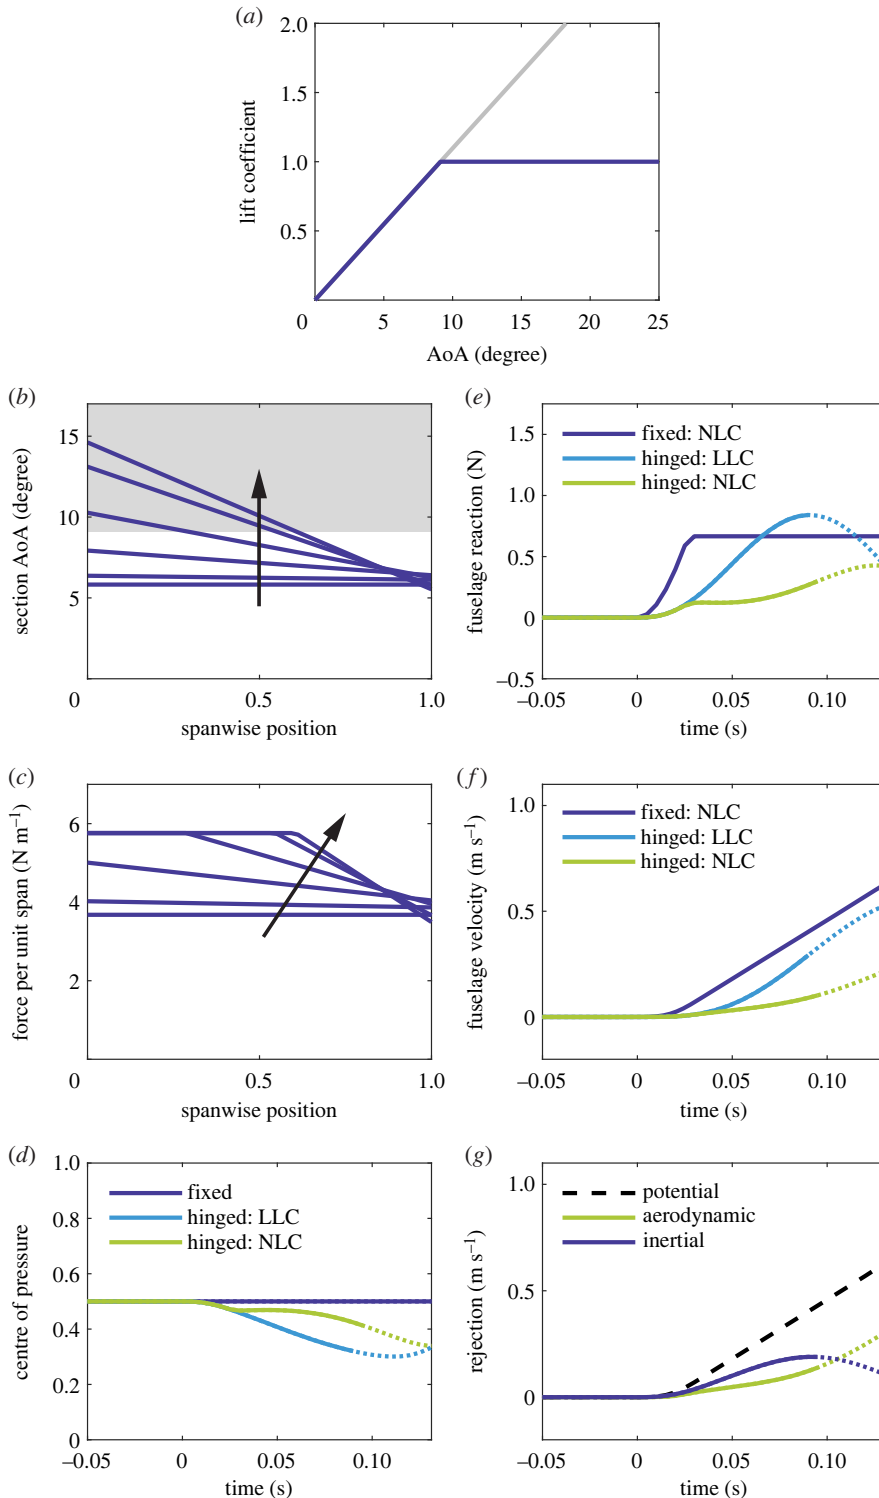 (a)
2.0
1.5
1.0
0.5
lift coefficient
0 5 10 15 20 25
AoA (degree)
(b)
15
10
5
section AoA (degree)
0 0.5 1.0
spanwise position
(e)
fixed: NLC
hinged: LLC
hinged: NLC
1.5
1.0
0.5
0
–0.5
fuselage reaction (N)
–0.05 0 0.05 0.10
time (s)
(c)
6
4
2
force per unit span (N m–1)
0 0.5 1.0
spanwise position
(f)
fixed: NLC
hinged: LLC
hinged: NLC
1.0
0.5
0
fuselage velocity (m s–1)
–0.05 0 0.05 0.10
time (s)
(d)
fixed
hinged: LLC
hinged: NLC
1.0
0.8
0.6
0.4
0.2
0
centre of pressure
–0.05 0 0.05 0.10
time (s)
(g)
potential
aerodynamic
inertial
1.0
0.5
0
rejection (m s–1)
–0.05 0 0.05 0.10
time (s)